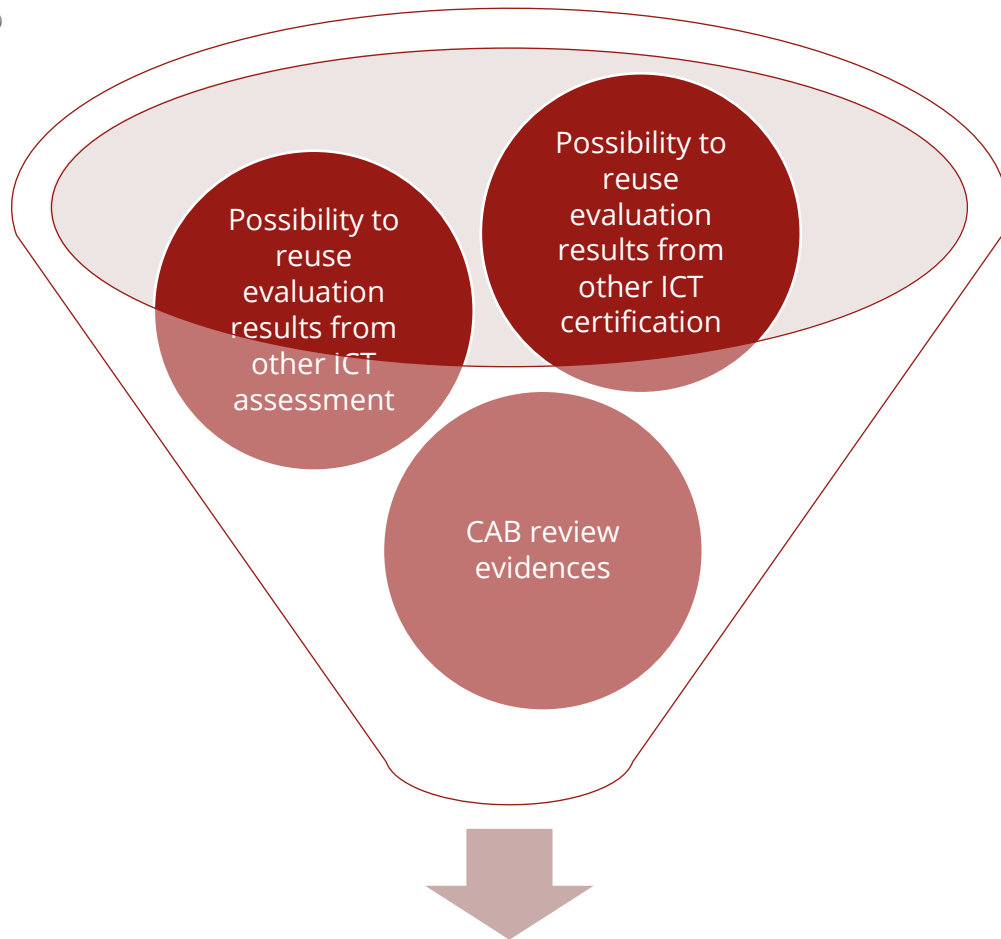 Possibility to
reuse
evaluation
results from
other ICT
assessment
Possibility to
reuse
evaluation
results from
other ICT
certification
CAB review
evidences